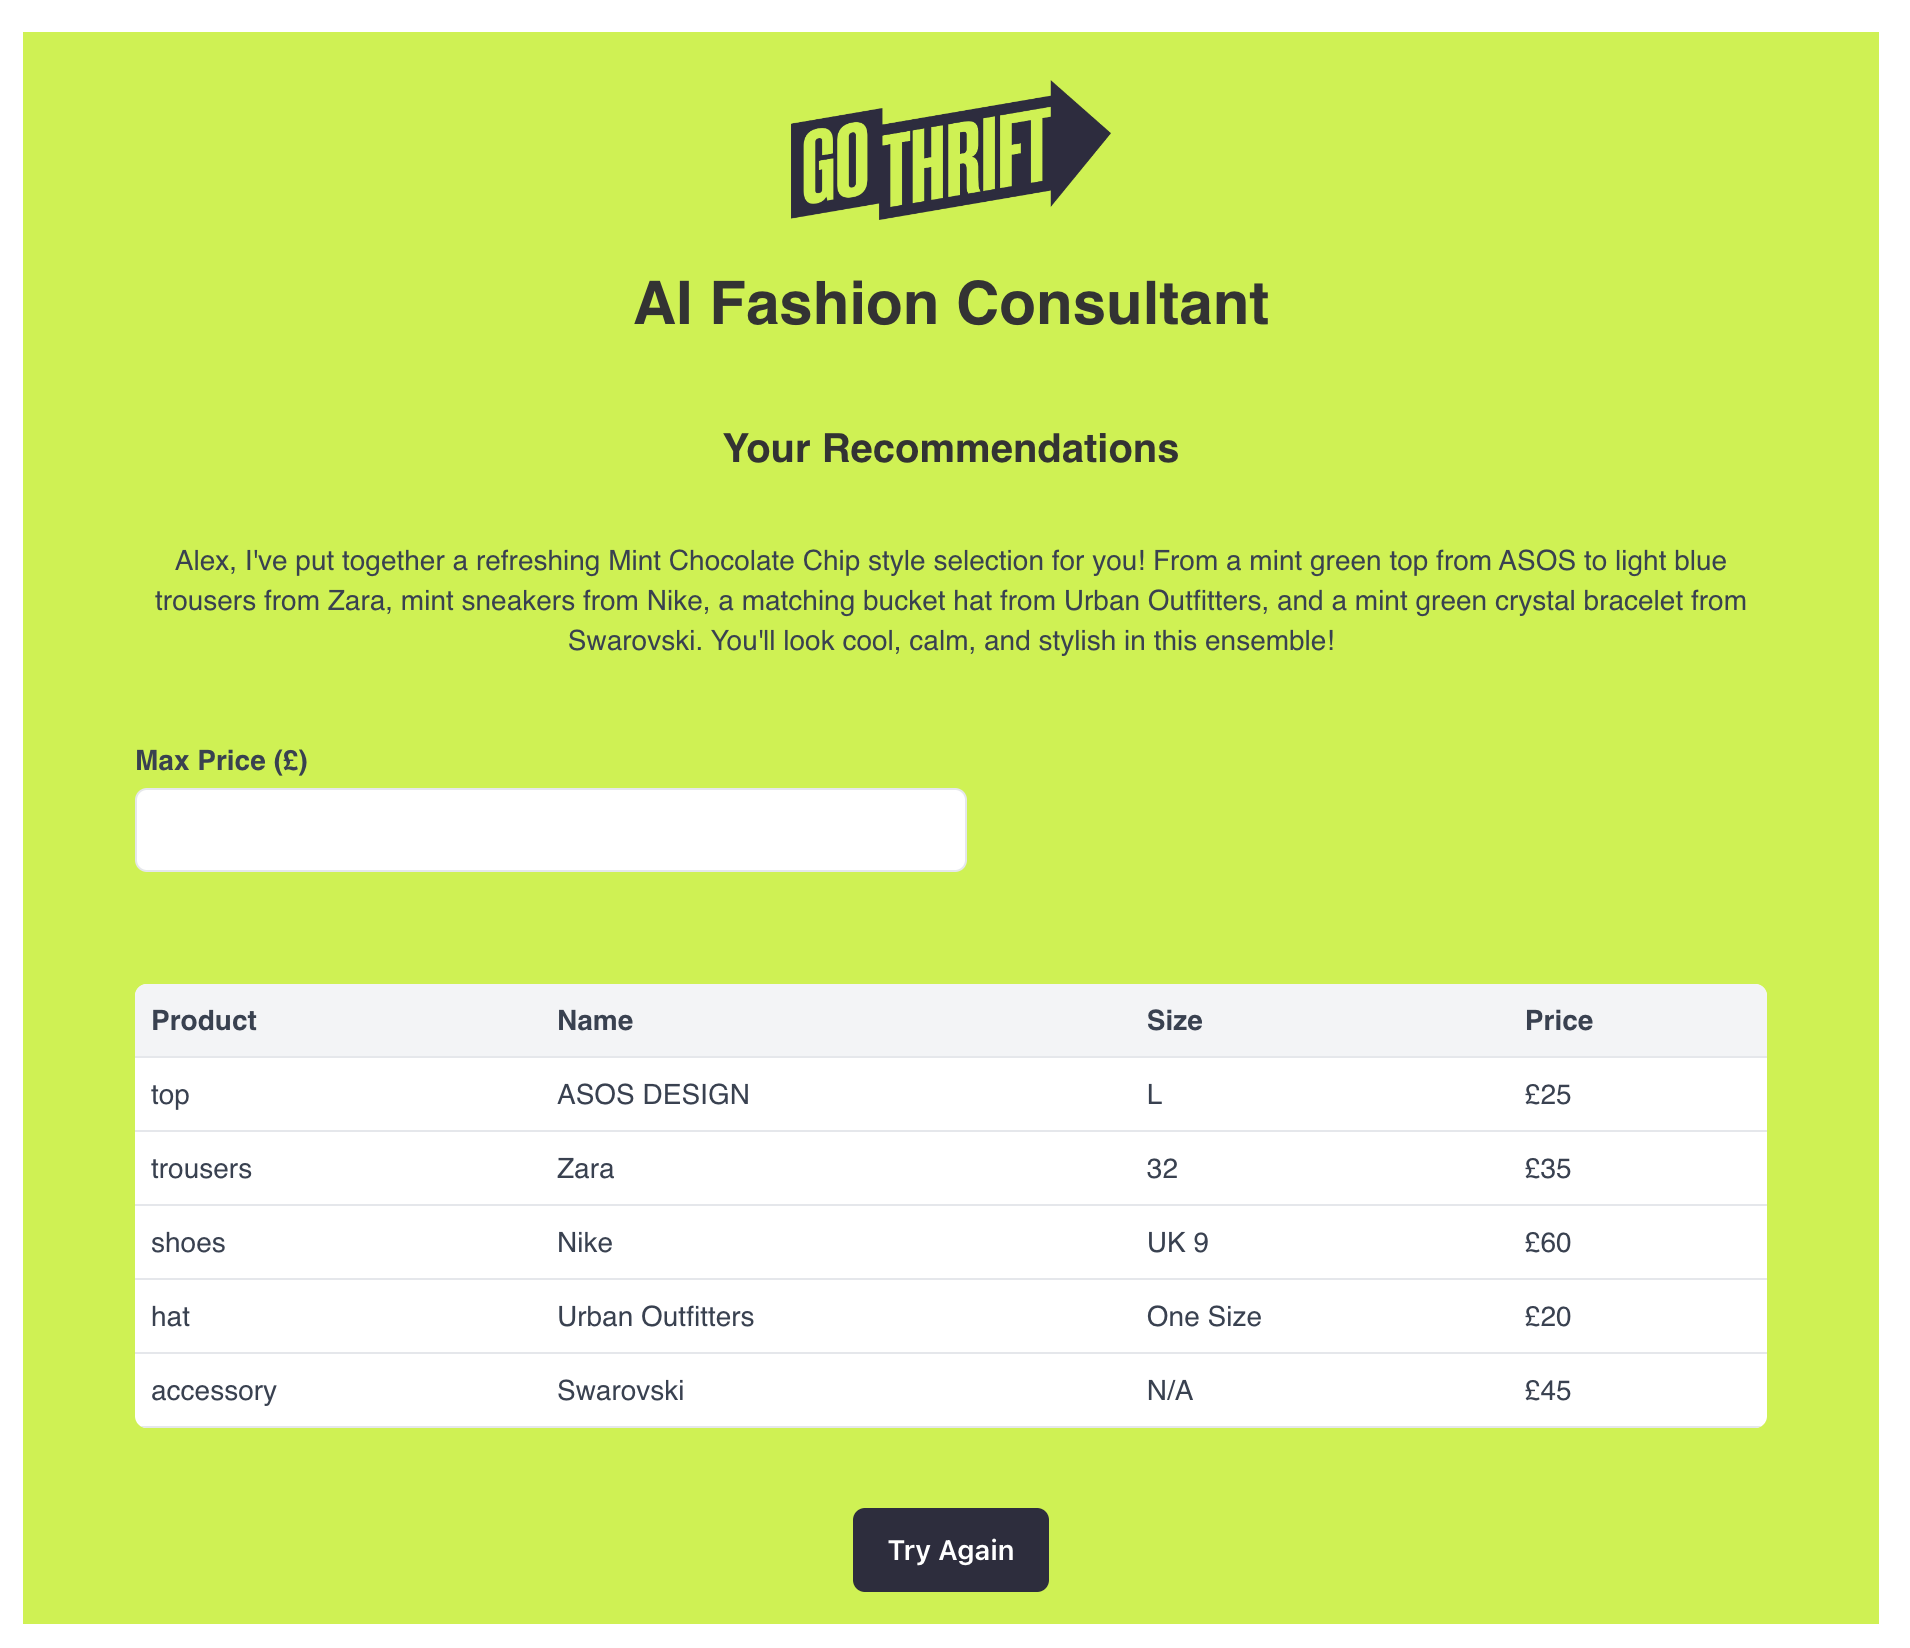 GO THRIFT
AI Fashion Consultant
Your Recommendations
Alex, I've put together a refreshing Mint Chocolate Chip style selection for you! From a mint green top from ASOS to light blue
trousers from Zara, mint sneakers from Nike, a matching bucket hat from Urban Outfitters, and a mint green crystal bracelet from
Swarovski. You'll look cool, calm, and stylish in this ensemble!
Max Price (£)
Product Name Size Price
top ASOS DESIGN L £25
trousers Zara 32 £35
shoes Nike UK 9 £60
hat Urban Outfitters One Size £20
accessory Swarovski N/A £45
Try Again